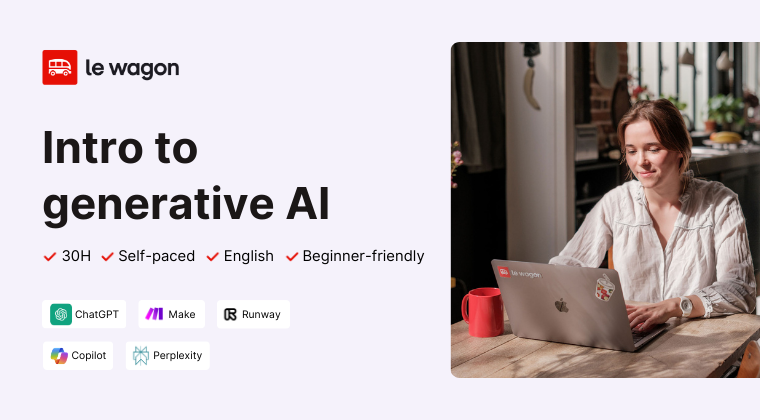 le wagon
Intro to
generative AI
30H Self-paced English Beginner-friendly
ChatGPT Make Runway
Copilot Perplexity
le wagon